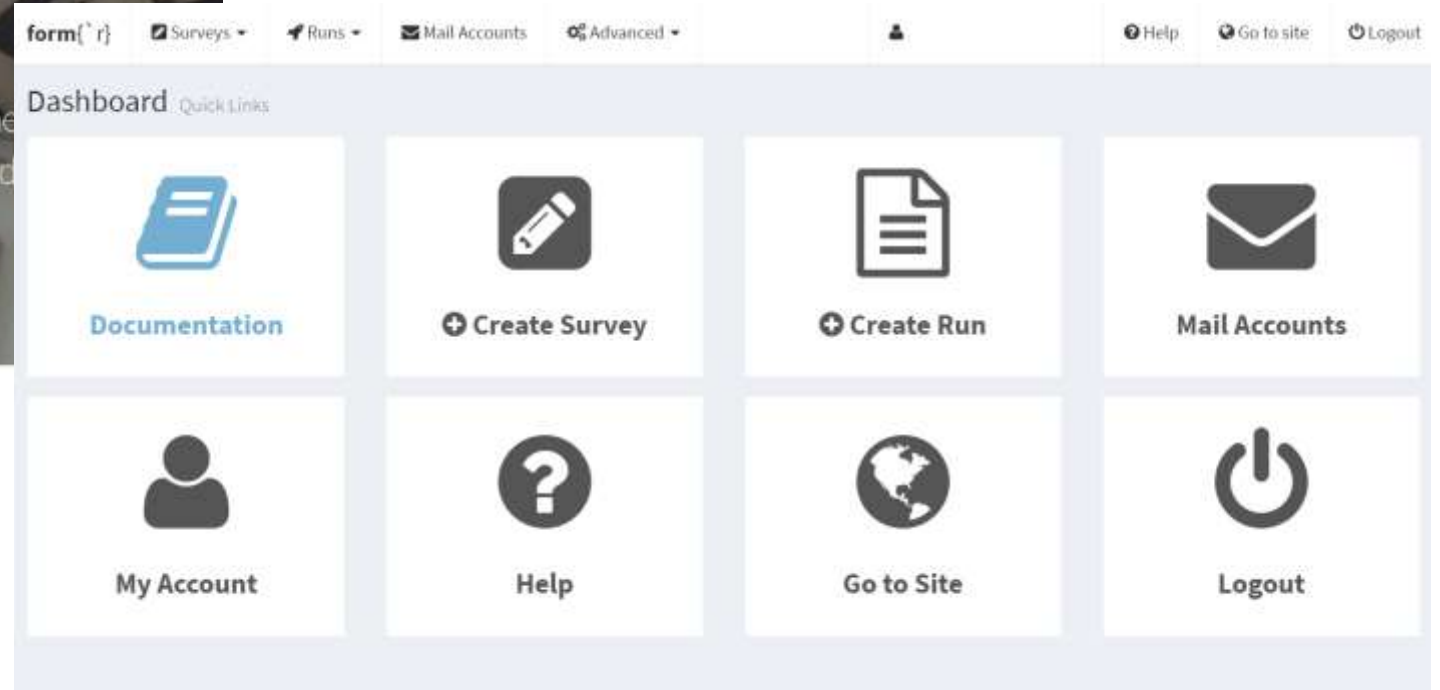 form{`r} Surveys Runs Mail Accounts Advanced Help Go to site Logout
Dashboard Quick Links
Documentation Create Survey Create Run Mail Accounts
My Account Help Go to Site Logout